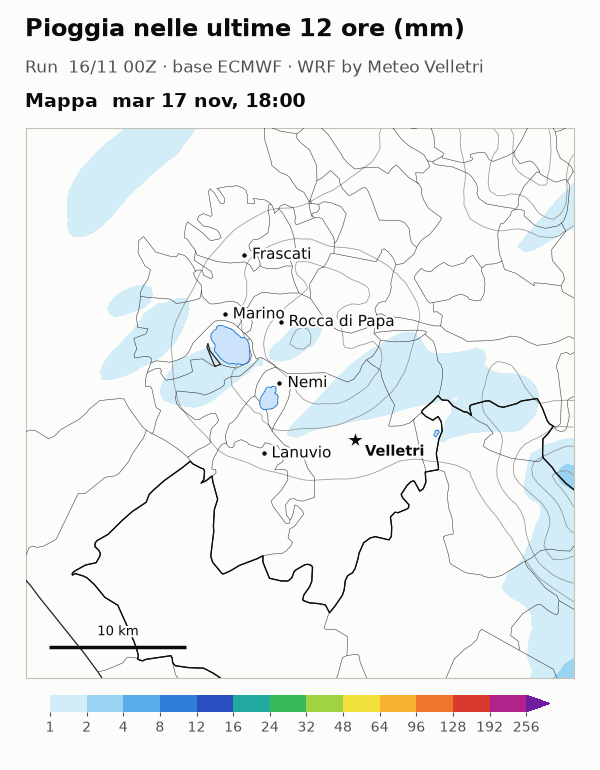 Pioggia nelle ultime 12 ore (mm)
Run  16/11 00Z · base ECMWF · WRF by Meteo Velletri
Mappa  mar 17 nov, 18:00
Frascati
Marino
Rocca di Papa
Nemi
Velletri
Lanuvio
10 km
1 2 4 8 12 16 24 32 48 64 96 128 192 256